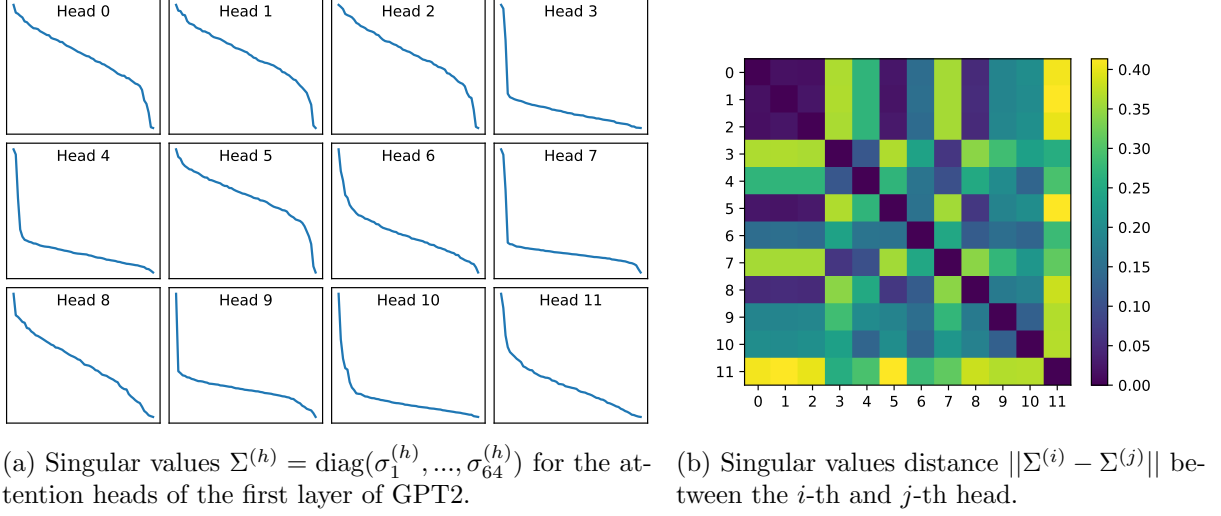 Head 0
Head 1
Head 2
Head 3
Head 4
Head 5
Head 6
Head 7
Head 8
Head 9
Head 10
Head 11
(a) Singular values Σ^{(h)} = diag(σ_1^{(h)}, ..., σ_{64}^{(h)}) for the at-
tention heads of the first layer of GPT2.
0
1
2
3
4
5
6
7
8
9
10
11
0 1 2 3 4 5 6 7 8 9 10 11
0.40
0.35
0.30
0.25
0.20
0.15
0.10
0.05
0.00
(b) Singular values distance ||Σ^{(i)} − Σ^{(j)}|| be-
tween the i-th and j-th head.